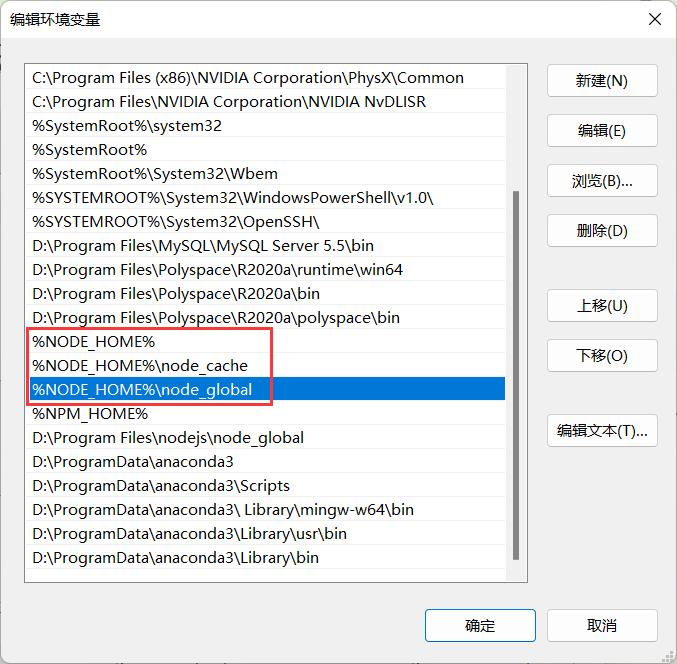 编辑环境变量
C:\Program Files (x86)\NVIDIA Corporation\PhysX\Common
C:\Program Files\NVIDIA Corporation\NVIDIA NvDLISR
%SystemRoot%\system32
%SystemRoot%
%SystemRoot%\System32\Wbem
%SYSTEMROOT%\System32\WindowsPowerShell\v1.0\
%SYSTEMROOT%\System32\OpenSSH\
D:\Program Files\MySQL\MySQL Server 5.5\bin
D:\Program Files\Polyspace\R2020a\runtime\win64
D:\Program Files\Polyspace\R2020a\bin
D:\Program Files\Polyspace\R2020a\polyspace\bin
%NODE_HOME%
%NODE_HOME%\node_cache
%NODE_HOME%\node_global
%NPM_HOME%
D:\Program Files\nodejs\node_global
D:\ProgramData\anaconda3
D:\ProgramData\anaconda3\Scripts
D:\ProgramData\anaconda3\ Library\mingw-w64\bin
D:\ProgramData\anaconda3\Library\usr\bin
D:\ProgramData\anaconda3\Library\bin
新建(N)
编辑(E)
浏览(B)...
删除(D)
上移(U)
下移(O)
编辑文本(T)...
确定
取消